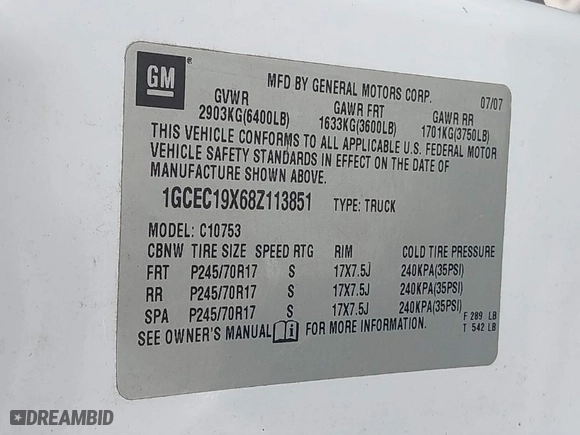 GM
MFD BY GENERAL MOTORS CORP. 07/07
GVWR GAWR FRT GAWR RR
2903KG(6400LB) 1633KG(3600LB) 1701KG(3750LB)
THIS VEHICLE CONFORMS TO ALL APPLICABLE U.S. FEDERAL MOTOR
VEHICLE SAFETY STANDARDS IN EFFECT ON THE DATE OF
MANUFACTURE SHOWN ABOVE.
1GCEC19X68Z113851 TYPE: TRUCK
MODEL: C10753
CBNW TIRE SIZE SPEED RTG RIM COLD TIRE PRESSURE
FRT P245/70R17 S 17X7.5J 240KPA(35PSI)
RR P245/70R17 S 17X7.5J 240KPA(35PSI)
SPA P245/70R17 S 17X7.5J 240KPA(35PSI)
SEE OWNER'S MANUAL FOR MORE INFORMATION.
F 289 LB
T 542 LB
DREAMBID